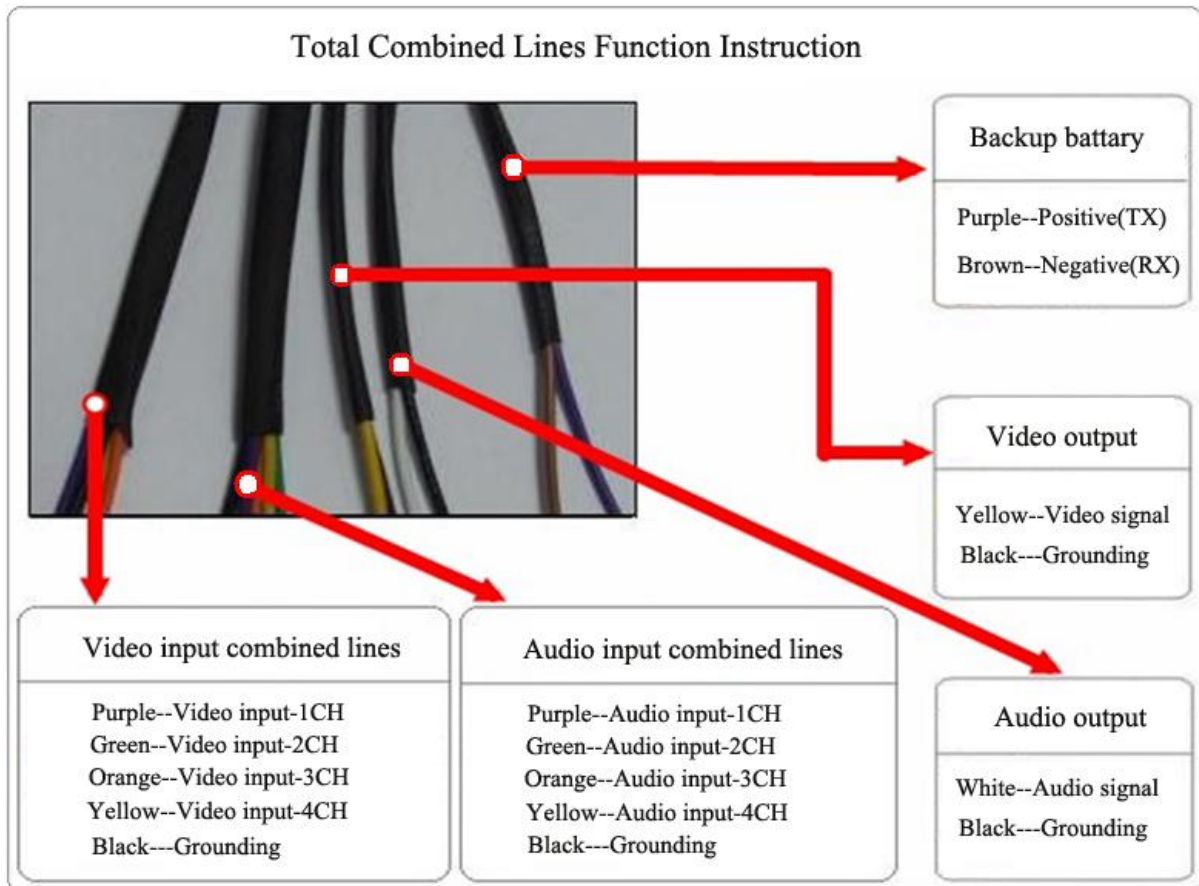 Total Combined Lines Function Instruction
Backup battary
Purple--Positive(TX)
Brown--Negative(RX)
Video output
Yellow--Video signal
Black---Grounding
Video input combined lines
Purple--Video input-1CH
Green--Video input-2CH
Orange--Video input-3CH
Yellow--Video input-4CH
Black---Grounding
Audio input combined lines
Purple--Audio input-1CH
Green--Audio input-2CH
Orange--Audio input-3CH
Yellow--Audio input-4CH
Black---Grounding
Audio output
White--Audio signal
Black---Grounding